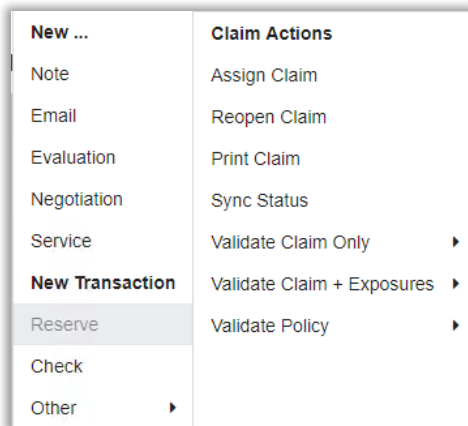 New ...
Note
Email
Evaluation
Negotiation
Service
New Transaction
Reserve
Check
Other
Claim Actions
Assign Claim
Reopen Claim
Print Claim
Sync Status
Validate Claim Only
Validate Claim + Exposures
Validate Policy